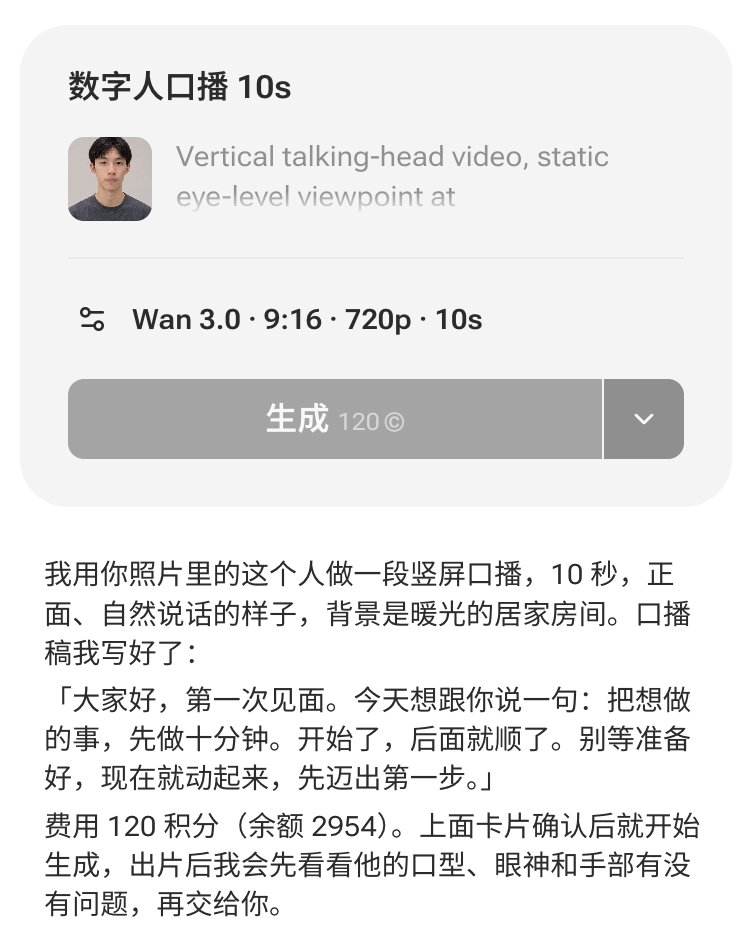 数字人口播 10s
Vertical talking-head video, static
eye-level viewpoint at
Wan 3.0 · 9:16 · 720p · 10s
生成 120 ©
我用你照片里的这个人做一段竖屏口播，10 秒，正
面、自然说话的样子，背景是暖光的居家房间。口播
稿我写好了：
「大家好，第一次见面。今天想跟你说一句：把想做
的事，先做十分钟。开始了，后面就顺了。别等准备
好，现在就动起来，先迈出第一步。」
费用 120 积分（余额 2954）。上面卡片确认后就开始
生成，出片后我会先看看他的口型、眼神和手部有没
有问题，再交给你。